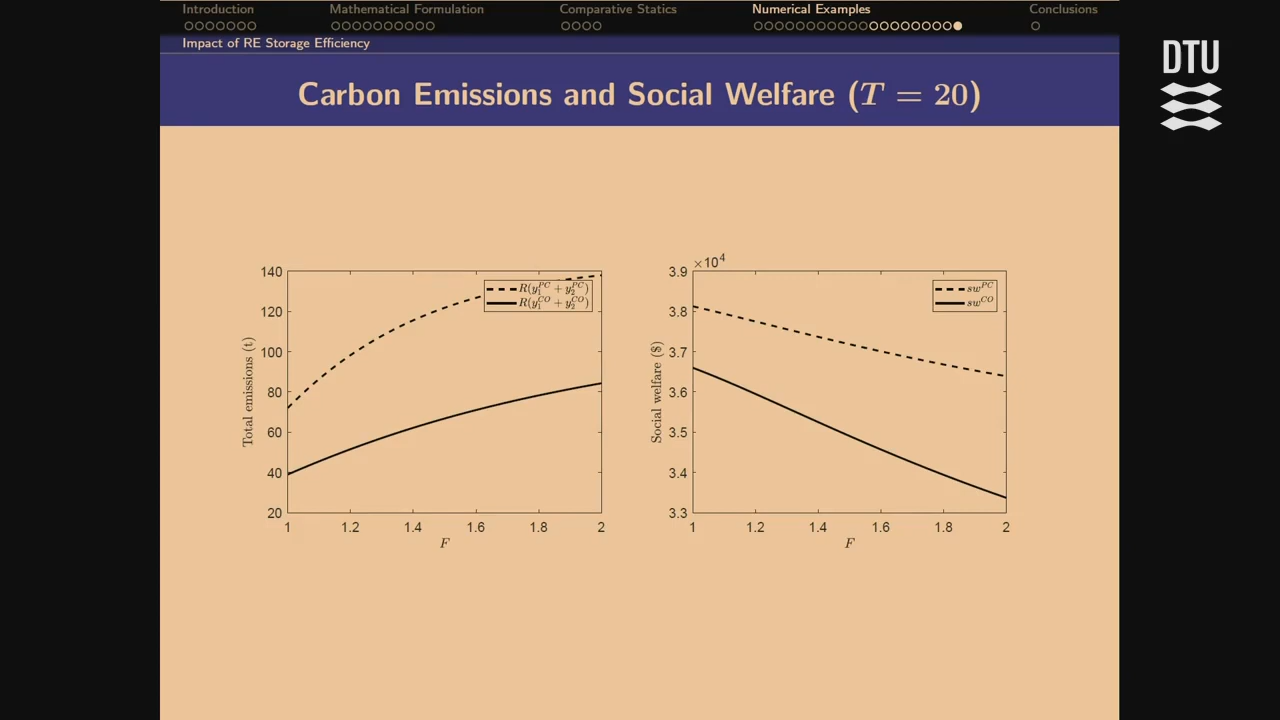 Introduction
Mathematical Formulation
Comparative Statics
Numerical Examples
Conclusions
Impact of RE Storage Efficiency
DTU
Carbon Emissions and Social Welfare (T = 20)
140
120
100
80
60
40
20
Total emissions (t)
R(y₁^PC + y₂^PC)
R(y₁^CO + y₂^CO)
1 1.2 1.4 1.6 1.8 2
F
×10⁴
3.9
3.8
3.7
3.6
3.5
3.4
3.3
Social welfare ($)
sw^PC
sw^CO
1 1.2 1.4 1.6 1.8 2
F